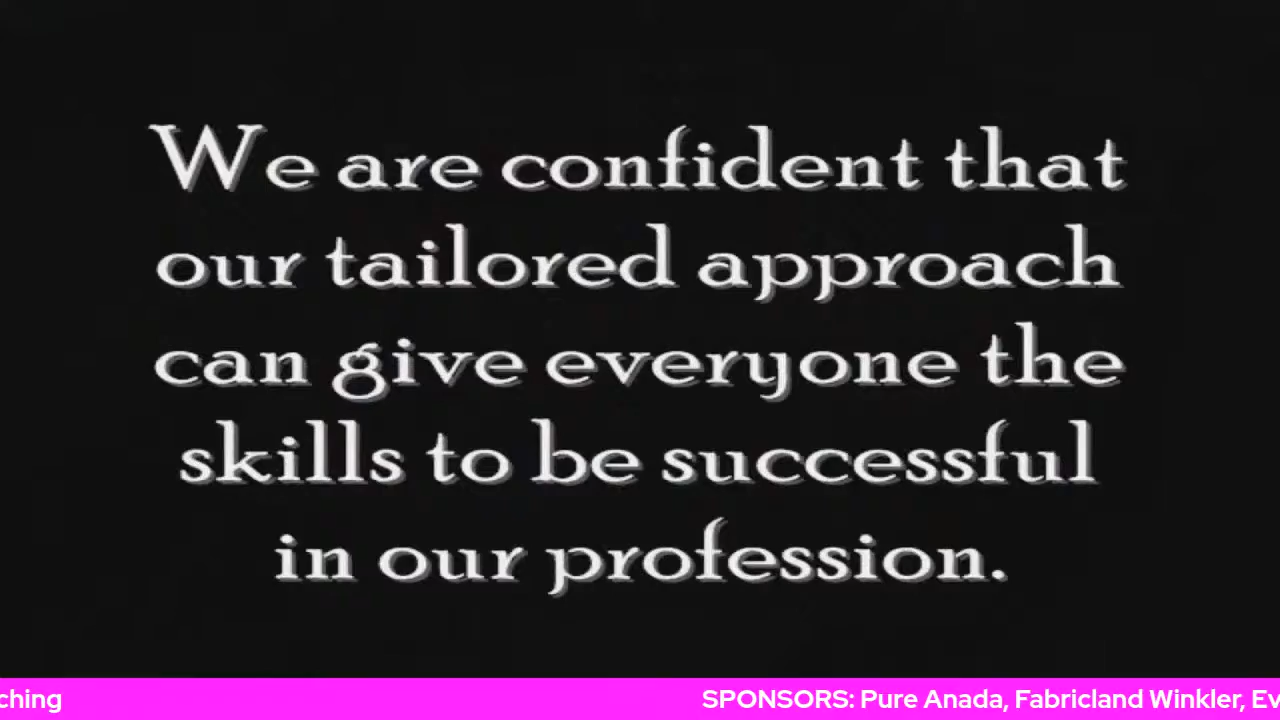 We are confident that
our tailored approach
can give everyone the
skills to be successful
in our profession.
SPONSORS: Pure Anada, Fabricland Winkler,